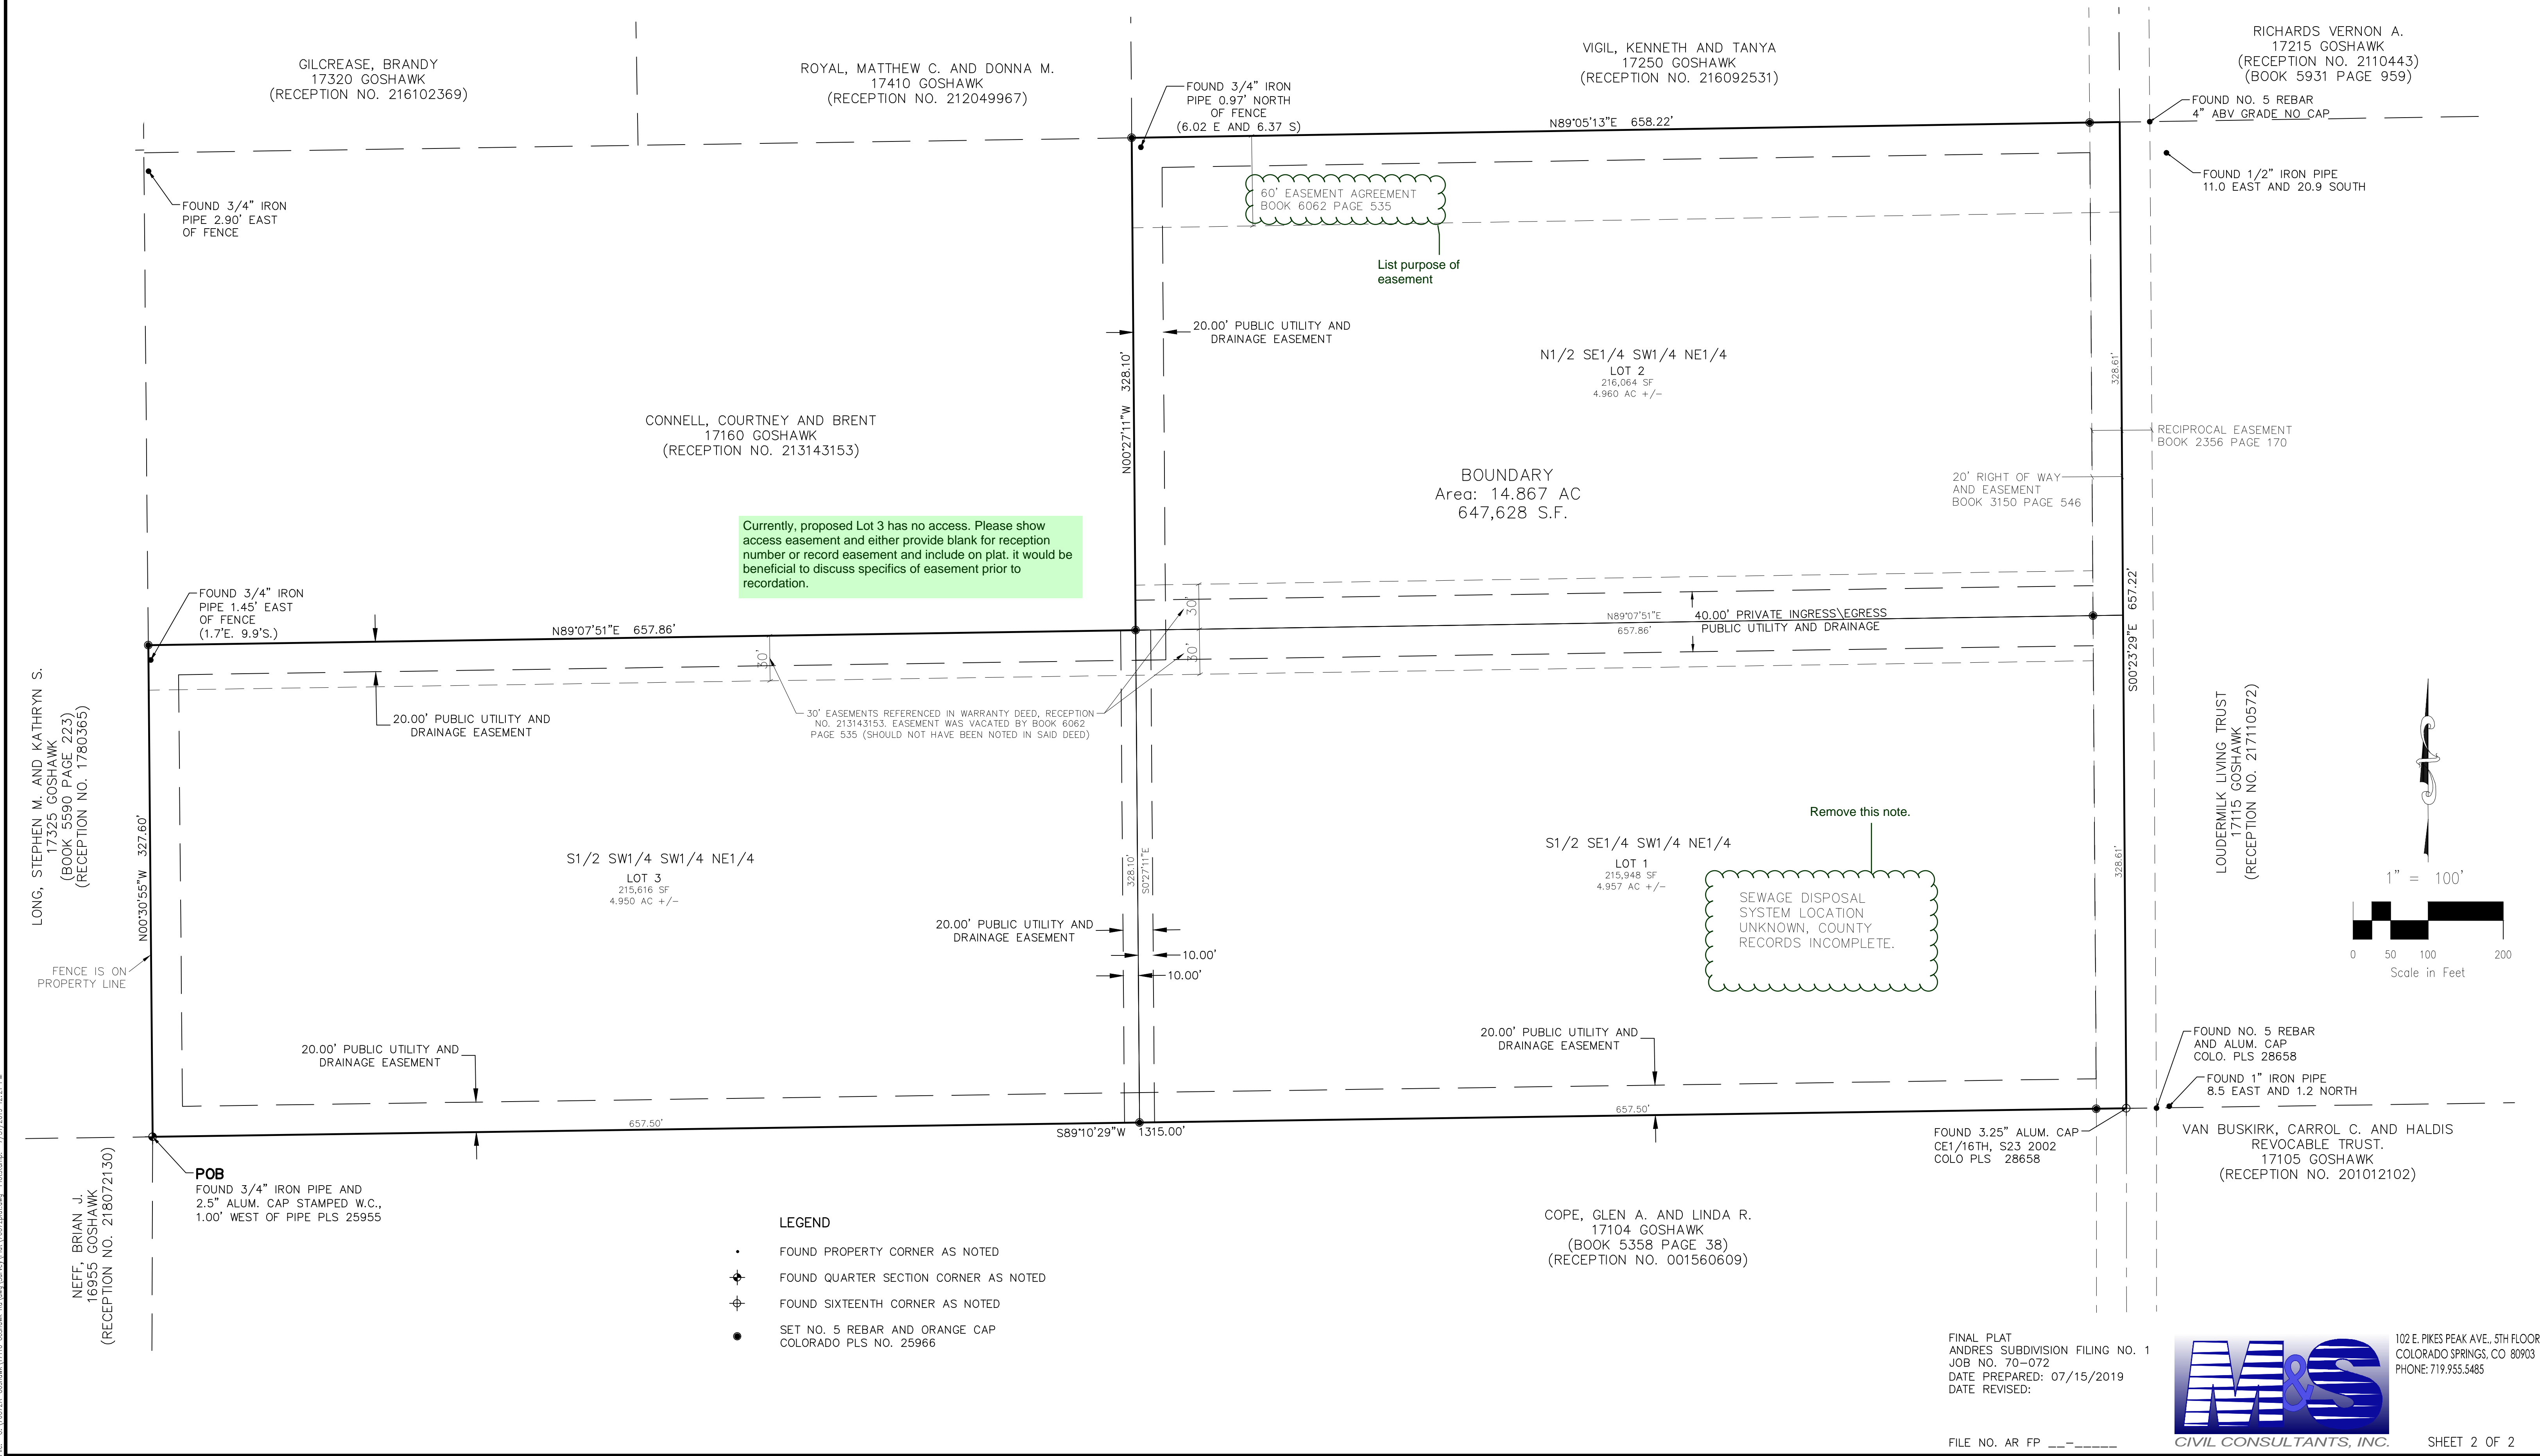 GILCREASE, BRANDY
17320 GOSHAWK
(RECEPTION NO. 216102369)
ROYAL, MATTHEW C. AND DONNA M.
17410 GOSHAWK
(RECEPTION NO. 212049967)
VIGIL, KENNETH AND TANYA
17250 GOSHAWK
(RECEPTION NO. 216092531)
RICHARDS VERNON A.
17215 GOSHAWK
(RECEPTION NO. 2110443)
(BOOK 5931 PAGE 959)
FOUND 3/4" IRON
PIPE 0.97' NORTH
OF FENCE
(6.02 E AND 6.37 S)
N89°05'13"E 658.22'
FOUND NO. 5 REBAR
4" ABV GRADE NO CAP
FOUND 1/2" IRON PIPE
11.0 EAST AND 20.9 SOUTH
FOUND 3/4" IRON
PIPE 2.90' EAST
OF FENCE
60' EASEMENT AGREEMENT
BOOK 6062 PAGE 535
List purpose of
easement
20.00' PUBLIC UTILITY AND
DRAINAGE EASEMENT
N00°27'11"W 328.10'
N1/2 SE1/4 SW1/4 NE1/4
LOT 2
216,064 SF
4.960 AC +/-
328.61'
CONNELL, COURTNEY AND BRENT
17160 GOSHAWK
(RECEPTION NO. 213143153)
RECIPROCAL EASEMENT
BOOK 2356 PAGE 170
BOUNDARY
Area: 14.867 AC
647,628 S.F.
20' RIGHT OF WAY
AND EASEMENT
BOOK 3150 PAGE 546
Currently, proposed Lot 3 has no access. Please show
access easement and either provide blank for reception
number or record easement and include on plat. it would be
beneficial to discuss specifics of easement prior to
recordation.
FOUND 3/4" IRON
PIPE 1.45' EAST
OF FENCE
(1.7'E. 9.9'S.)
N89°07'51"E 657.86'
30'
30'
30'
N89°07'51"E
657.86'
40.00' PRIVATE INGRESS\EGRESS
PUBLIC UTILITY AND DRAINAGE
S00°23'29"E 657.22'
20.00' PUBLIC UTILITY AND
DRAINAGE EASEMENT
30' EASEMENTS REFERENCED IN WARRANTY DEED, RECEPTION
NO. 213143153. EASEMENT WAS VACATED BY BOOK 6062
PAGE 535 (SHOULD NOT HAVE BEEN NOTED IN SAID DEED)
LONG, STEPHEN M. AND KATHRYN S.
17325 GOSHAWK
(BOOK 5590 PAGE 223)
(RECEPTION NO. 1780365)
N00°30'55"W 327.60'
LOUDERMILK LIVING TRUST
17115 GOSHAWK
(RECEPTION NO. 217110572)
Remove this note.
S1/2 SW1/4 SW1/4 NE1/4
LOT 3
215,616 SF
4.950 AC +/-
328.10'
S0°27'11"E
S1/2 SE1/4 SW1/4 NE1/4
LOT 1
215,948 SF
4.957 AC +/-
328.61'
SEWAGE DISPOSAL
SYSTEM LOCATION
UNKNOWN, COUNTY
RECORDS INCOMPLETE.
1" = 100'
0 50 100 200
Scale in Feet
20.00' PUBLIC UTILITY AND
DRAINAGE EASEMENT
10.00'
10.00'
FENCE IS ON
PROPERTY LINE
20.00' PUBLIC UTILITY AND
DRAINAGE EASEMENT
20.00' PUBLIC UTILITY AND
DRAINAGE EASEMENT
FOUND NO. 5 REBAR
AND ALUM. CAP
COLO. PLS 28658
FOUND 1" IRON PIPE
8.5 EAST AND 1.2 NORTH
657.50'
S89°10'29"W 1315.00'
657.50'
FOUND 3.25" ALUM. CAP
CE1/16TH, S23 2002
COLO PLS 28658
VAN BUSKIRK, CARROL C. AND HALDIS
REVOCABLE TRUST.
17105 GOSHAWK
(RECEPTION NO. 201012102)
POB
FOUND 3/4" IRON PIPE AND
2.5" ALUM. CAP STAMPED W.C.,
1.00' WEST OF PIPE PLS 25955
NEFF, BRIAN J.
16955 GOSHAWK
(RECEPTION NO. 218072130)
COPE, GLEN A. AND LINDA R.
17104 GOSHAWK
(BOOK 5358 PAGE 38)
(RECEPTION NO. 001560609)
LEGEND
FOUND PROPERTY CORNER AS NOTED
FOUND QUARTER SECTION CORNER AS NOTED
FOUND SIXTEENTH CORNER AS NOTED
SET NO. 5 REBAR AND ORANGE CAP
COLORADO PLS NO. 25966
FINAL PLAT
ANDRES SUBDIVISION FILING NO. 1
JOB NO. 70-072
DATE PREPARED: 07/15/2019
DATE REVISED:
FILE NO. AR FP __-_____
M&S
CIVIL CONSULTANTS, INC.
102 E. PIKES PEAK AVE., 5TH FLOOR
COLORADO SPRINGS, CO 80903
PHONE: 719.955.5485
SHEET 2 OF 2